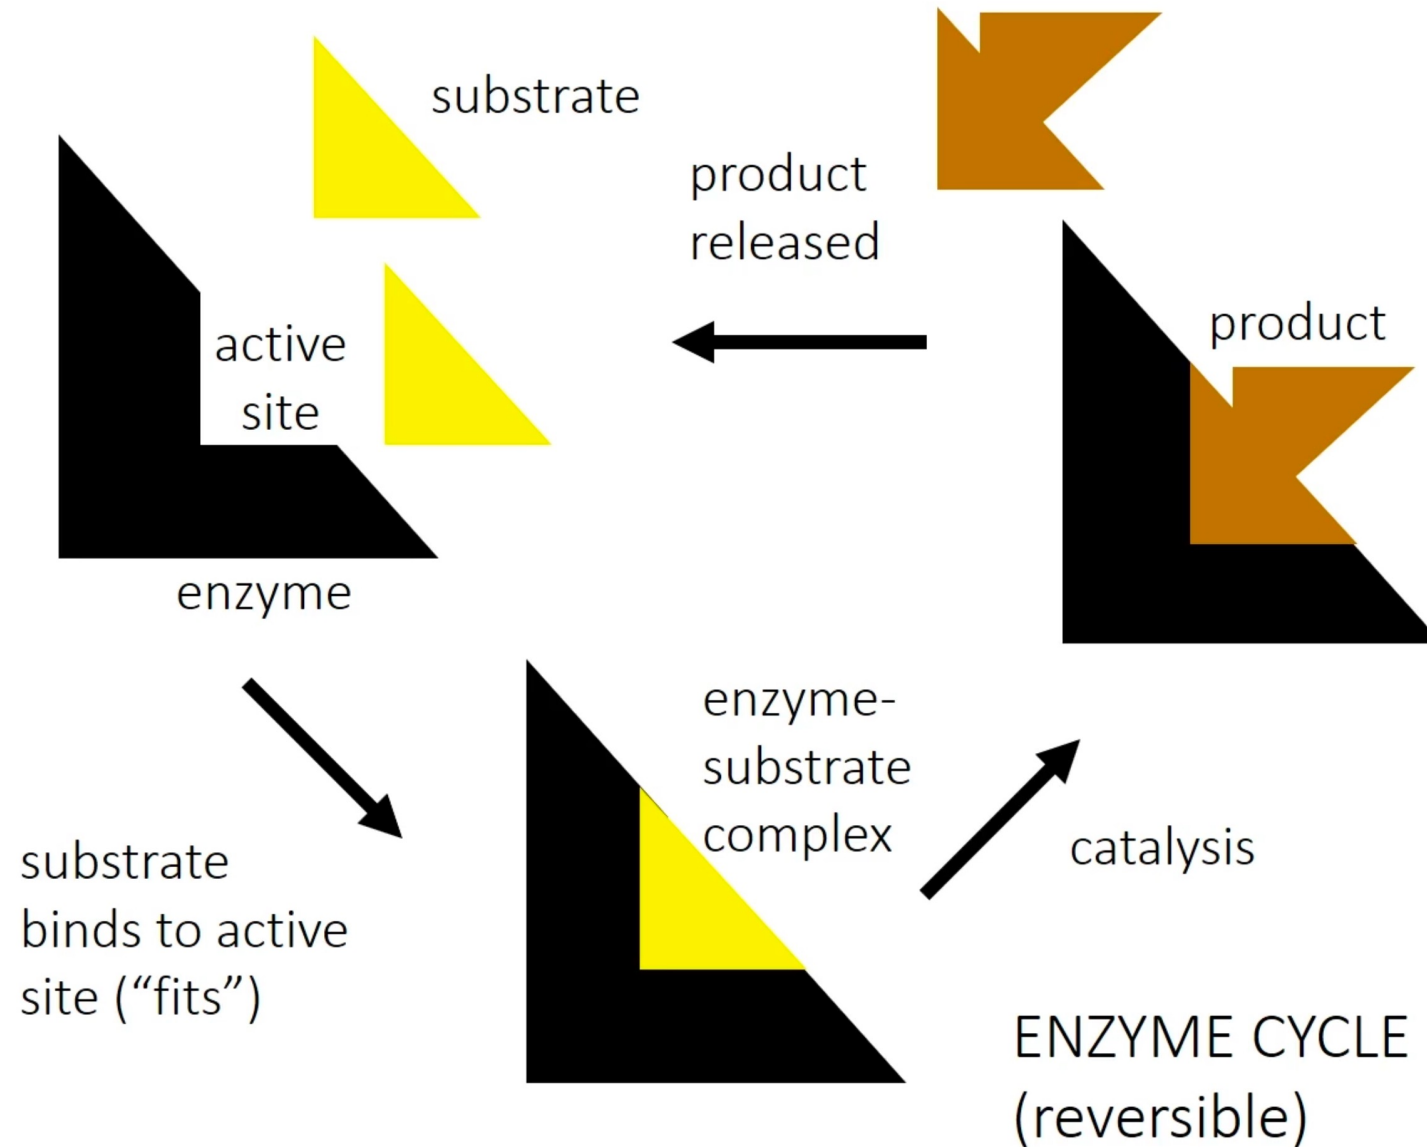 substrate
product
released
active
site
product
enzyme
enzyme-
substrate
complex
substrate
binds to active
site (“fits”)
catalysis
ENZYME CYCLE
(reversible)